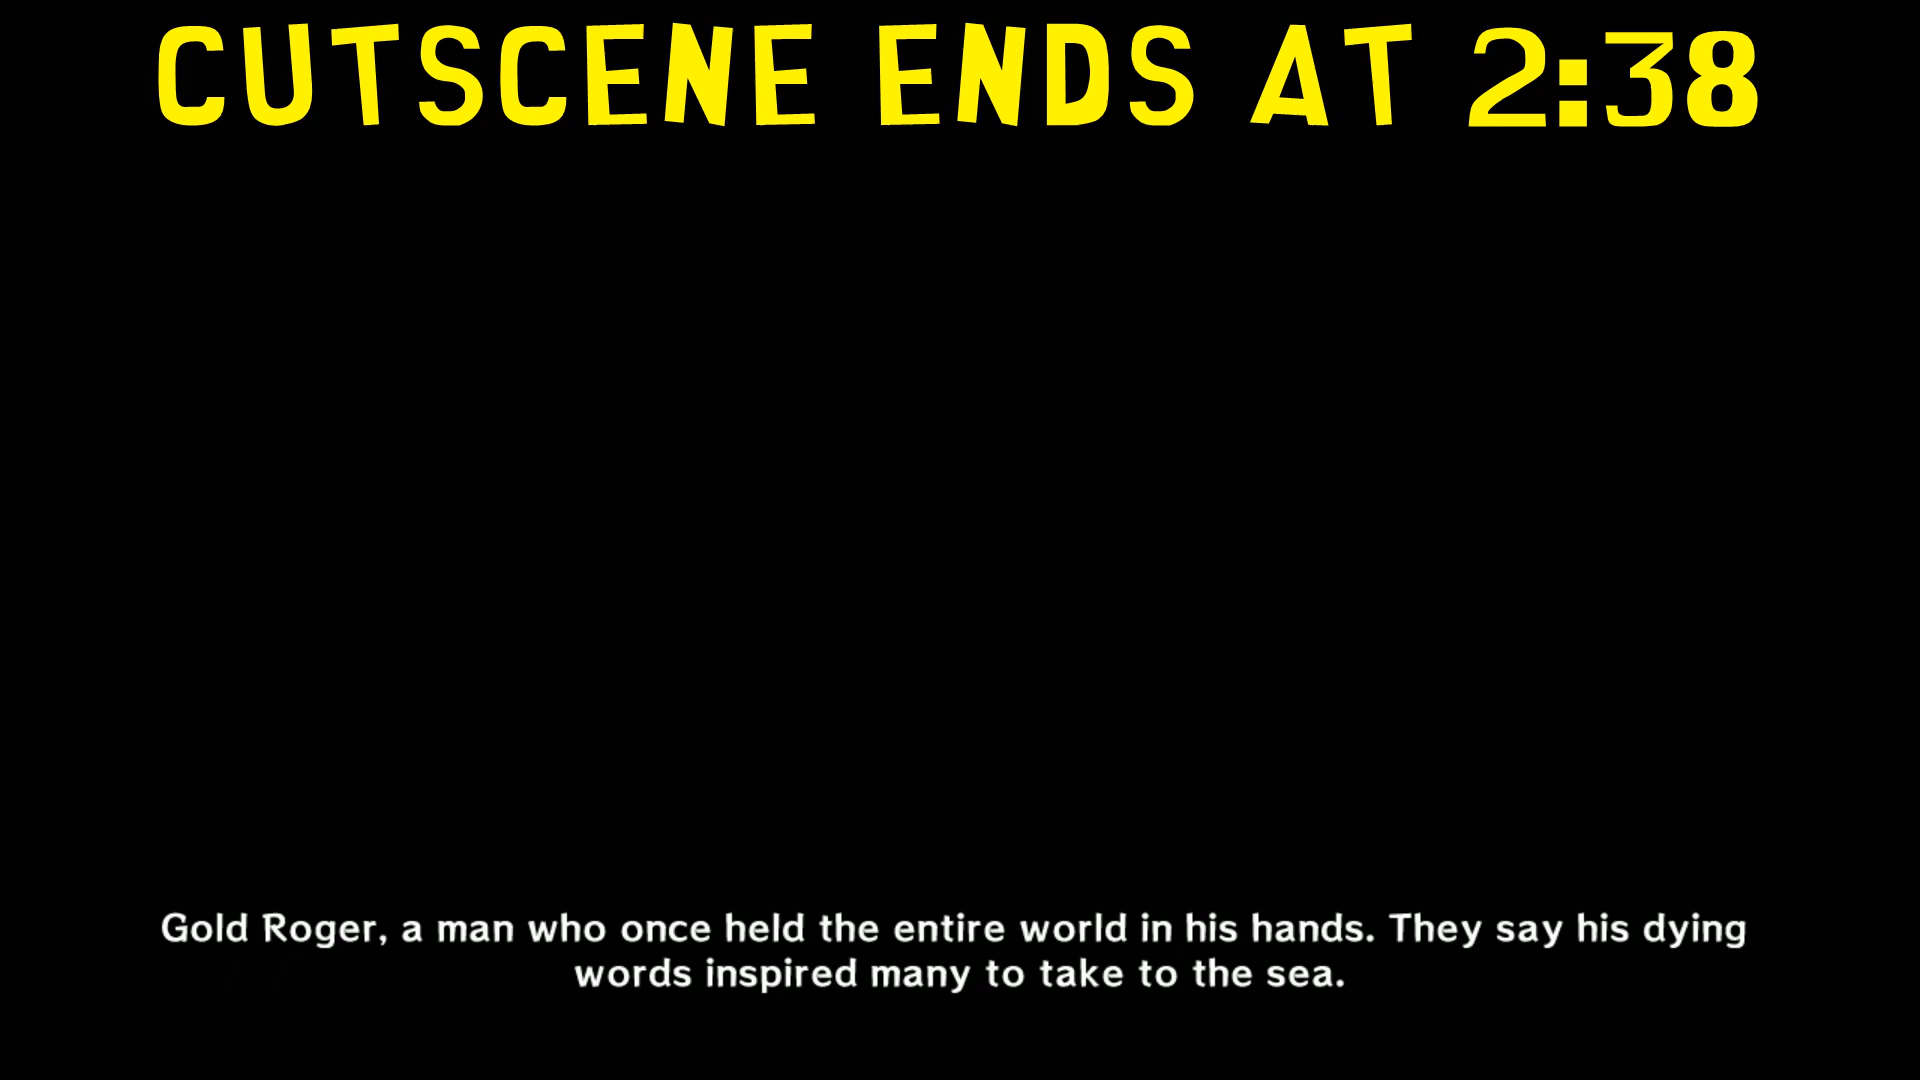 CUTSCENE ENDS AT 2:38
Gold Roger, a man who once held the entire world in his hands. They say his dying
words inspired many to take to the sea.